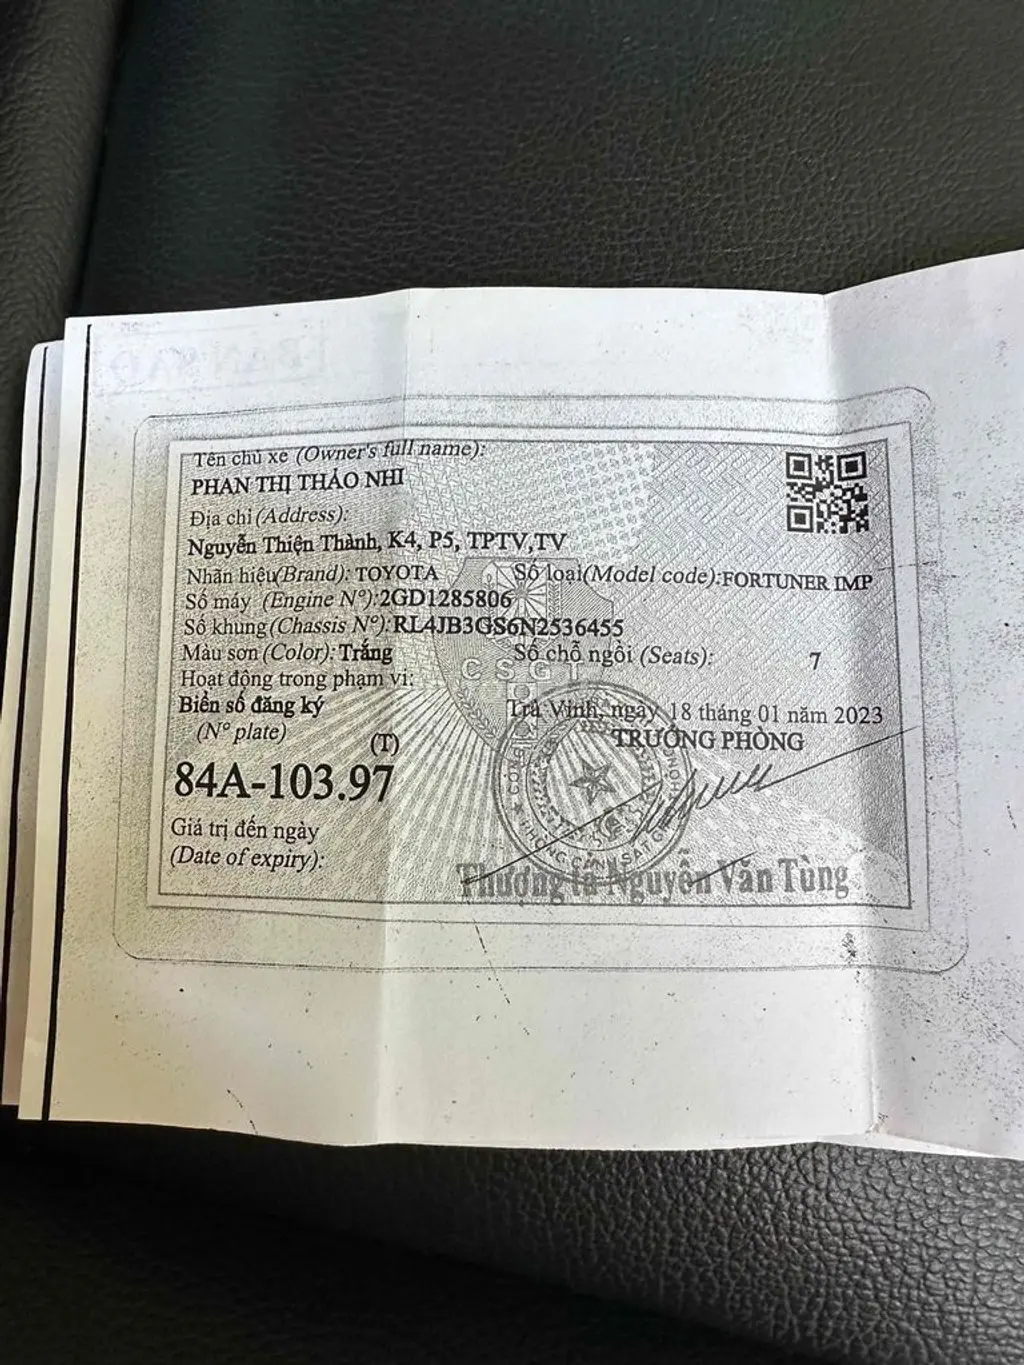 Tên chủ xe (Owner's full name):
PHAN THỊ THẢO NHI
Địa chỉ (Address):
Nguyễn Thiện Thành, K4, P5, TPTV,TV
Nhãn hiệu(Brand): TOYOTA Số loại(Model code):FORTUNER IMP
Số máy (Engine N°):2GD1285806
Số khung(Chassis N°):RL4JB3GS6N2536455
Màu sơn (Color): Trắng Số chỗ ngồi (Seats): 7
CSGT
Hoạt động trong phạm vi:
Biển số đăng ký Trà Vinh, ngày 18 tháng 01 năm 2023
(N° plate) TRƯỞNG PHÒNG
(T)
84A-103.97
Giá trị đến ngày
(Date of expiry):
Thượng tá Nguyễn Văn Tùng